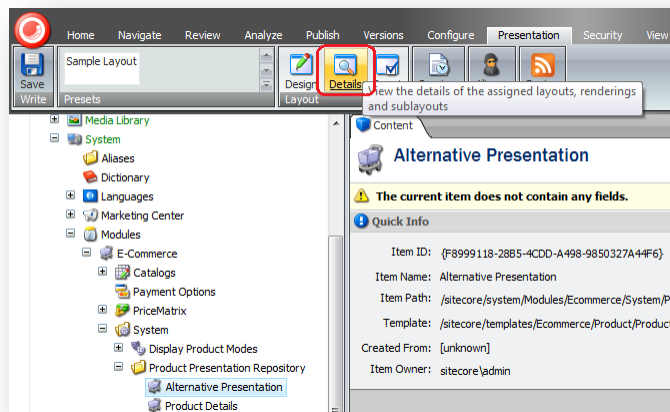 Home Navigate Review Analyze Publish Versions Configure Presentation Security View
Sample Layout
Save
Design
Details
Write
Presets
Layout
View the details of the assigned layouts, renderings
and sublayouts
Media Library
System
Aliases
Dictionary
Languages
Marketing Center
Modules
E-Commerce
Catalogs
Payment Options
PriceMatrix
System
Display Product Modes
Product Presentation Repository
Alternative Presentation
Product Details
Content
Alternative Presentation
The current item does not contain any fields.
Quick Info
Item ID: {F8999118-28B5-4CDD-A498-9850327A44F6}
Item Name: Alternative Presentation
Item Path: /sitecore/system/Modules/Ecommerce/System/P
Template: /sitecore/templates/Ecommerce/Product/Product
Created From: [unknown]
Item Owner: sitecore\admin